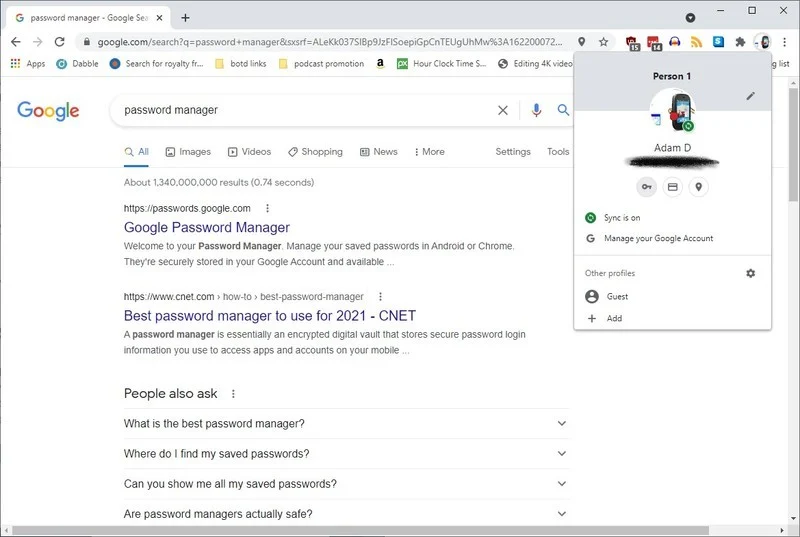 password manager - Google Sea
google.com/search?q=password+manager&sxsrf=ALeKk037SlBp9JzFlSoepiGpCnTEUgUhMw%3A162200072...
15
14
Apps
Dabble
Search for royalty fr...
botd links
podcast promotion
Hour Clock Time S...
Editing 4K video
ng list
Google
password manager
All
Images
Videos
Shopping
News
More
Settings
Tools
About 1,340,000,000 results (0.74 seconds)
https://passwords.google.com
Google Password Manager
Welcome to your Password Manager. Manage your saved passwords in Android or Chrome.
They're securely stored in your Google Account and available ...
https://www.cnet.com › how-to › best-password-manager
Best password manager to use for 2021 - CNET
A password manager is essentially an encrypted digital vault that stores secure password login
information you use to access apps and accounts on your mobile ...
People also ask
What is the best password manager?
Where do I find my saved passwords?
Can you show me all my saved passwords?
Are password managers actually safe?
Person 1
Adam D
Sync is on
Manage your Google Account
Other profiles
Guest
Add